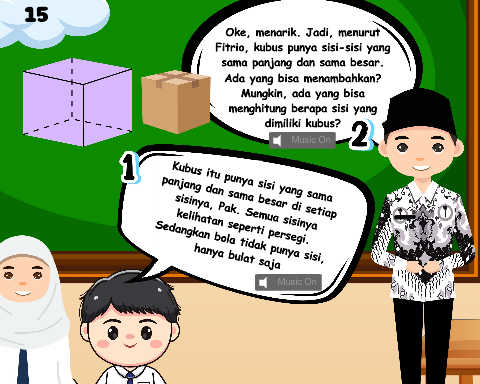 15
1
Kubus itu punya sisi yang sama
panjang dan sama besar di setiap
sisinya, Pak. Semua sisinya
kelihatan seperti persegi.
Sedangkan bola tidak punya sisi,
hanya bulat saja
Music On
2
Oke, menarik. Jadi, menurut
Fitrio, kubus punya sisi-sisi yang
sama panjang dan sama besar.
Ada yang bisa menambahkan?
Mungkin, ada yang bisa
menghitung berapa sisi yang
dimiliki kubus?
Music On